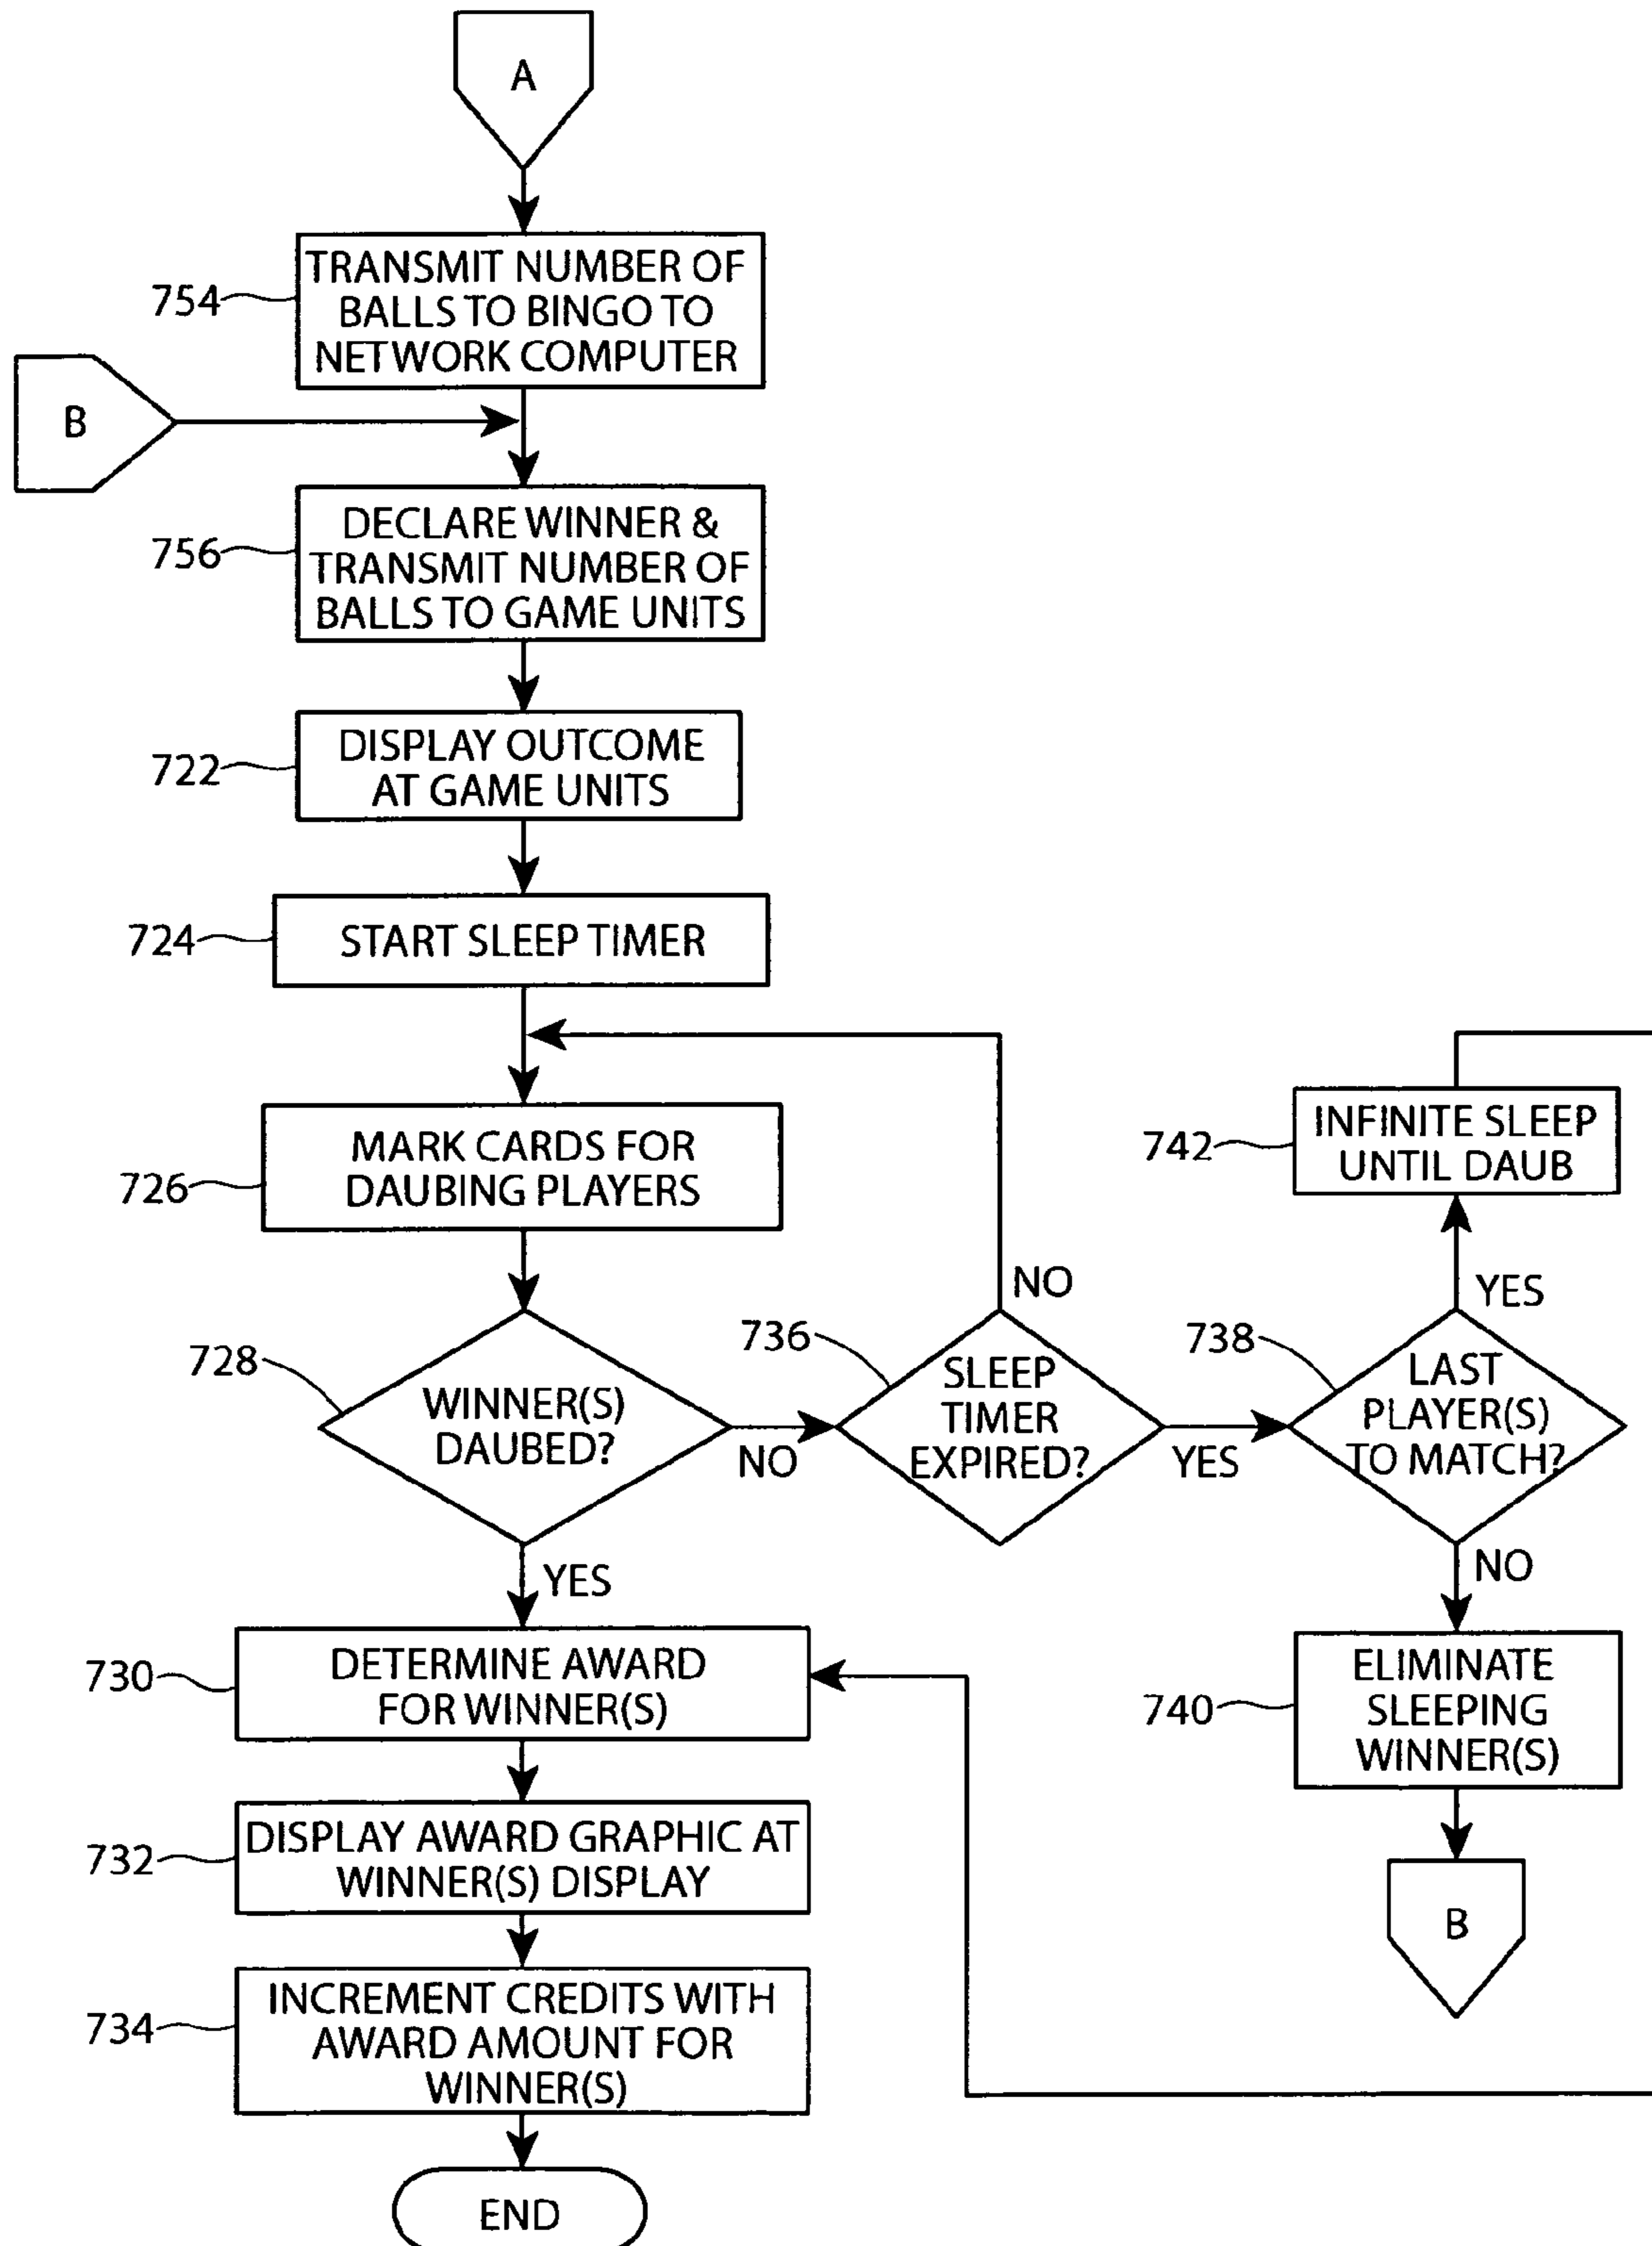 A
754
TRANSMIT NUMBER OF
BALLS TO BINGO TO
NETWORK COMPUTER
B
756
DECLARE WINNER &
TRANSMIT NUMBER OF
BALLS TO GAME UNITS
722
DISPLAY OUTCOME
AT GAME UNITS
724
START SLEEP TIMER
726
MARK CARDS FOR
DAUBING PLAYERS
742
INFINITE SLEEP
UNTIL DAUB
728
WINNER(S)
DAUBED?
NO
YES
736
SLEEP
TIMER
EXPIRED?
NO
YES
738
LAST
PLAYER(S)
TO MATCH?
YES
NO
730
DETERMINE AWARD
FOR WINNER(S)
740
ELIMINATE
SLEEPING
WINNER(S)
732
DISPLAY AWARD GRAPHIC AT
WINNER(S) DISPLAY
B
734
INCREMENT CREDITS WITH
AWARD AMOUNT FOR
WINNER(S)
END